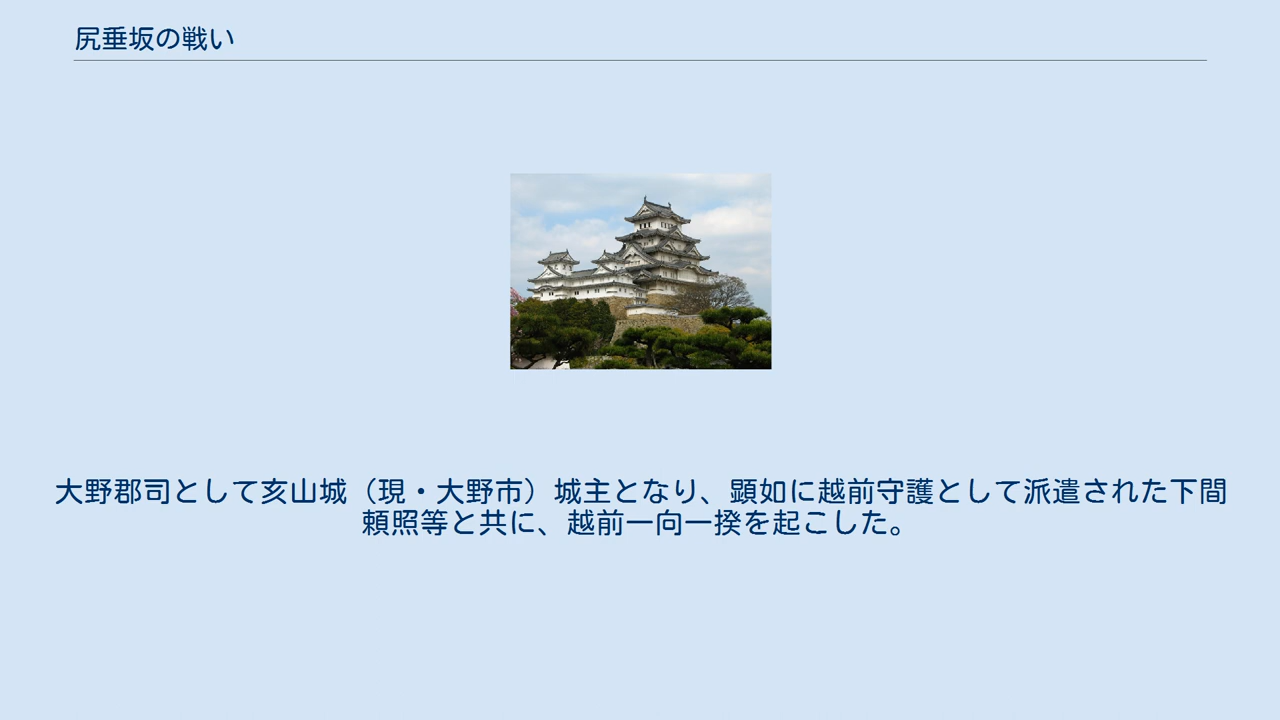 尻垂坂の戦い
大野郡司として亥山城（現・大野市）城主となり、顕如に越前守護として派遣された下間
頼照等と共に、越前一向一揆を起こした。